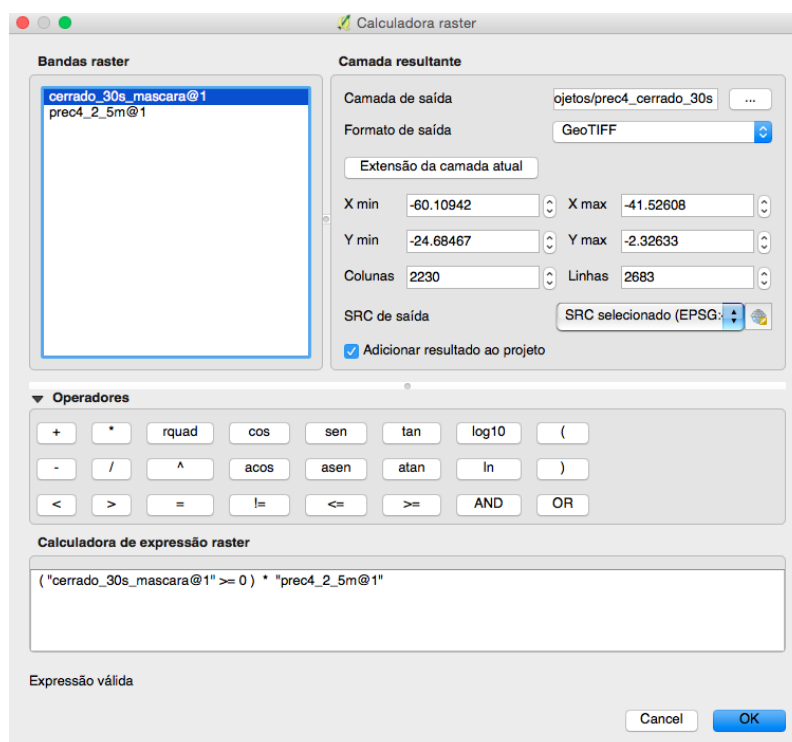 Calculadora raster
Bandas raster
cerrado_30s_mascara@1
prec4_2_5m@1
Camada resultante
Camada de saída ojetos/prec4_cerrado_30s ...
Formato de saída GeoTIFF
Extensão da camada atual
X min -60.10942 X max -41.52608
Y min -24.68467 Y max -2.32633
Colunas 2230 Linhas 2683
SRC de saída SRC selecionado (EPSG:
Adicionar resultado ao projeto
Operadores
+ * rquad cos sen tan log10 (
- / ^ acos asen atan ln )
< > = != <= >= AND OR
Calculadora de expressão raster
( "cerrado_30s_mascara@1" >= 0 ) * "prec4_2_5m@1"
Expressão válida
Cancel OK